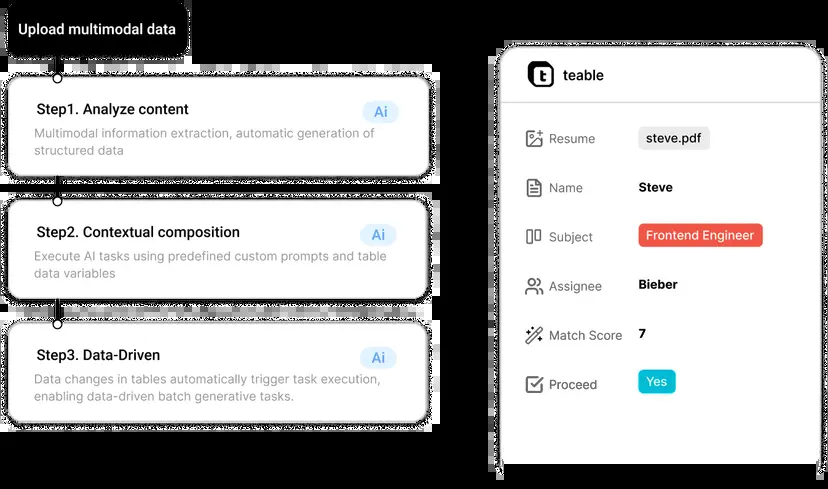 Upload multimodal data
Step1. Analyze content
Ai
Multimodal information extraction, automatic generation of
structured data
Step2. Contextual composition
Ai
Execute AI tasks using predefined custom prompts and table
data variables
Step3. Data-Driven
Ai
Data changes in tables automatically trigger task execution,
enabling data-driven batch generative tasks.
t teable
Resume steve.pdf
Name Steve
Subject Frontend Engineer
Assignee Bieber
Match Score 7
Proceed Yes